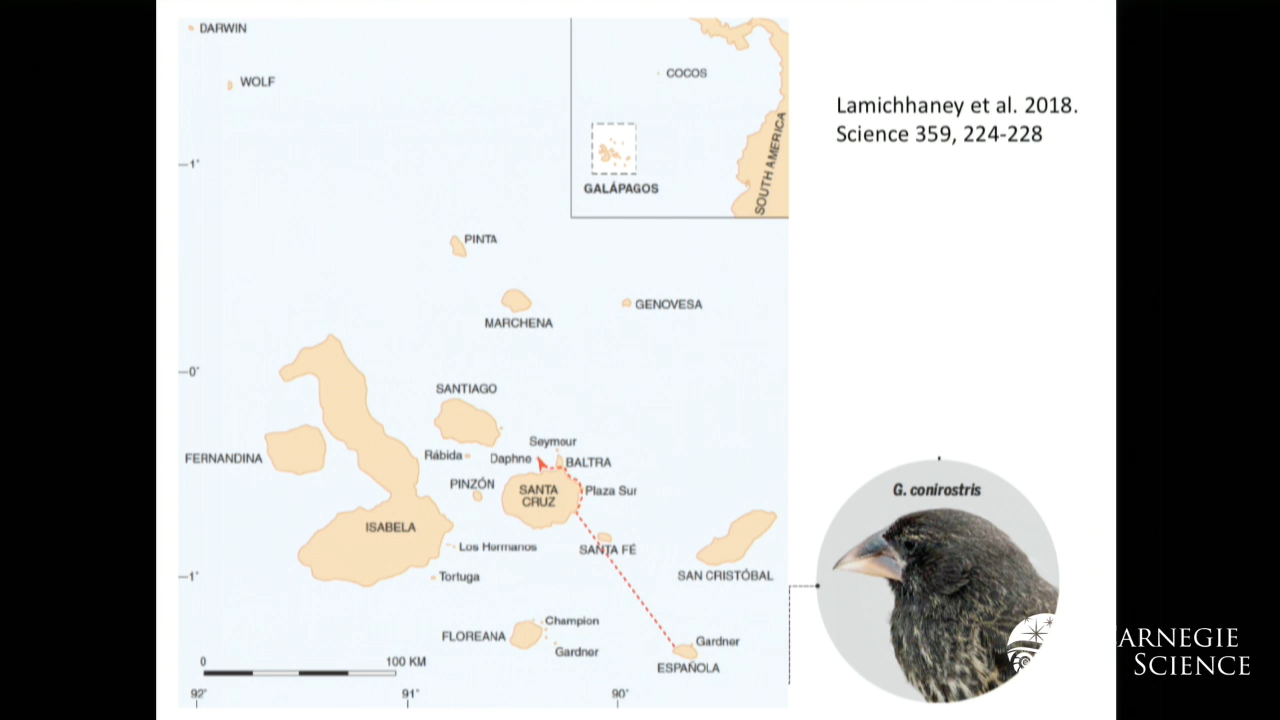 DARWIN
WOLF
COCOS
SOUTH AMERICA
GALÁPAGOS
Lamichhaney et al. 2018.
Science 359, 224-228
1°
PINTA
GENOVESA
MARCHENA
0°
SANTIAGO
Seymour
Rábida
Daphne
BALTRA
FERNANDINA
PINZÓN
SANTA
CRUZ
Plaza Sur
ISABELA
Los Hermanos
SANTA FÉ
SAN CRISTÓBAL
1°
Tortuga
Champion
FLOREANA
Gardner
Gardner
ESPAÑOLA
0
100 KM
92°
91°
90°
G. conirostris
ARNEGIE
SCIENCE